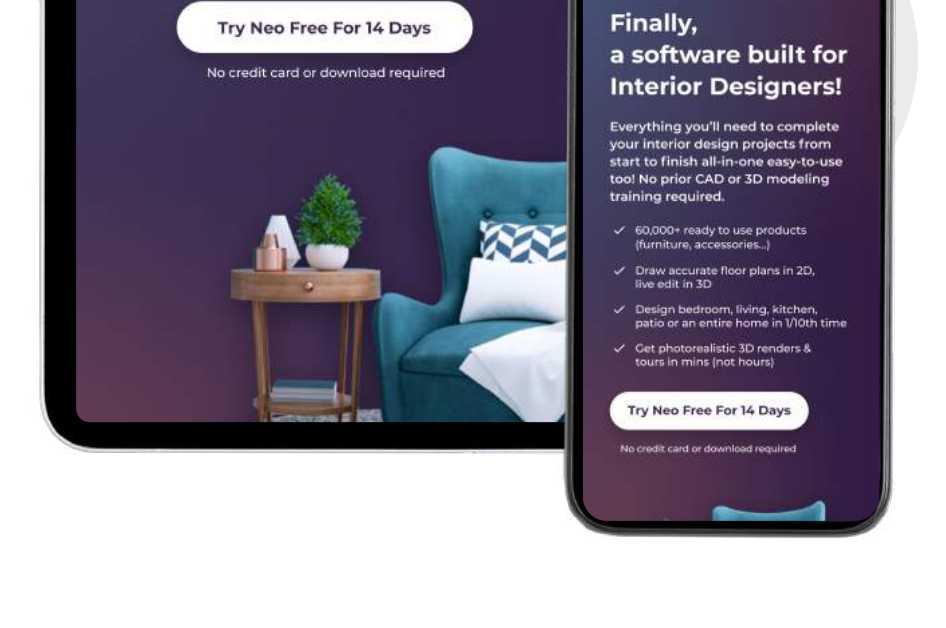 Try Neo Free For 14 Days
No credit card or download required
Finally,
a software built for
Interior Designers!
Everything you'll need to complete
your interior design projects from
start to finish all-in-one easy-to-use
too! No prior CAD or 3D modeling
training required.
60,000+ ready to use products
(furniture, accessories...)
Draw accurate floor plans in 2D,
live edit in 3D
Design bedroom, living, kitchen,
patio or an entire home in 1/10th time
Get photorealistic 3D renders &
tours in mins (not hours)
Try Neo Free For 14 Days
No credit card or download required